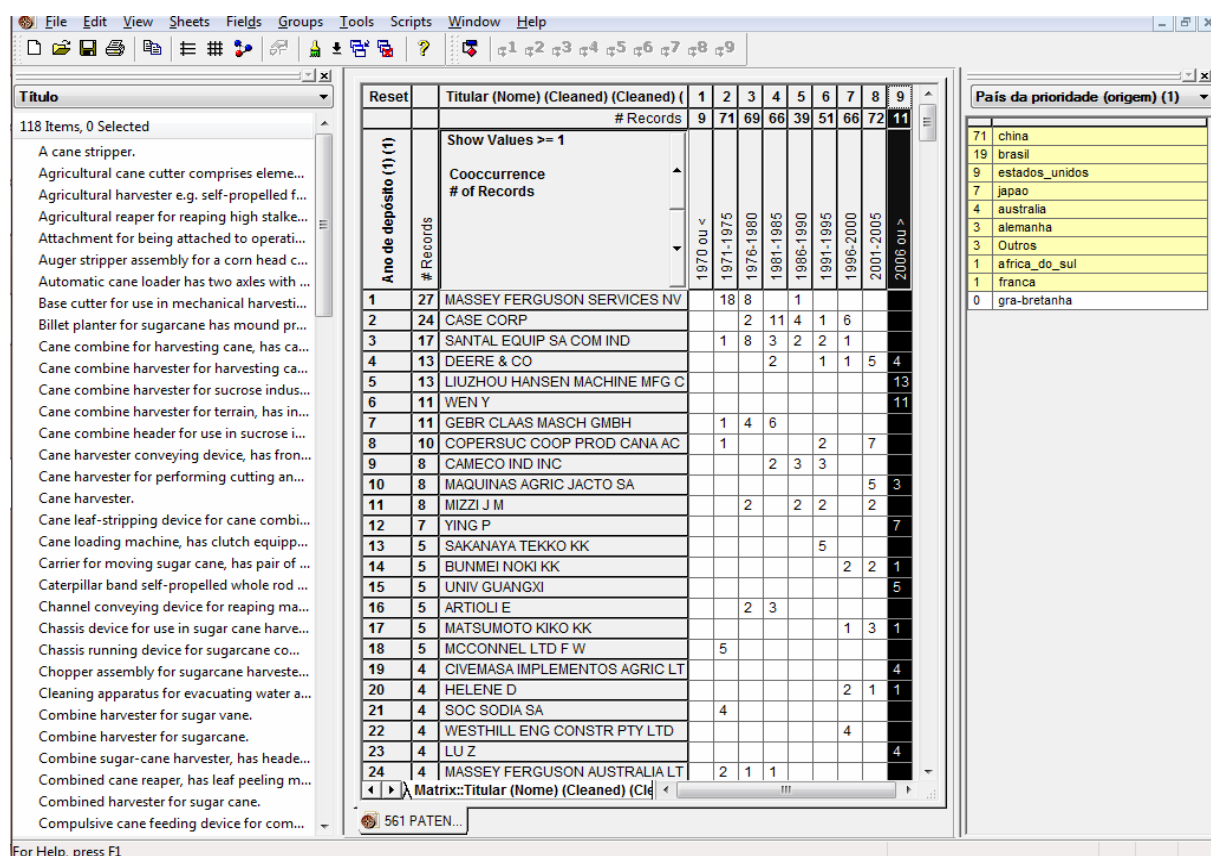 File Edit View Sheets Fields Groups Tools Scripts Window Help
1 2 3 4 5 6 7 8 9
Título
118 Items, 0 Selected
A cane stripper.
Agricultural cane cutter comprises eleme...
Agricultural harvester e.g. self-propelled f...
Agricultural reaper for reaping high stalke...
Attachment for being attached to operati...
Auger stripper assembly for a corn head c...
Automatic cane loader has two axles with ...
Base cutter for use in mechanical harvesti...
Billet planter for sugarcane has mound pr...
Cane combine for harvesting cane, has ca...
Cane combine harvester for harvesting ca...
Cane combine harvester for sucrose indus...
Cane combine harvester for terrain, has in...
Cane combine header for use in sucrose i...
Cane harvester conveying device, has fron...
Cane harvester for performing cutting an...
Cane harvester.
Cane leaf-stripping device for cane combi...
Cane loading machine, has clutch equipp...
Carrier for moving sugar cane, has pair of ...
Caterpillar band self-propelled whole rod ...
Channel conveying device for reaping ma...
Chassis device for use in sugar cane harve...
Chassis running device for sugarcane co...
Chopper assembly for sugarcane harveste...
Cleaning apparatus for evacuating water a...
Combine harvester for sugar vane.
Combine harvester for sugarcane.
Combine sugar-cane harvester, has heade...
Combined cane reaper, has leaf peeling m...
Combined harvester for sugar cane.
Compulsive cane feeding device for com...
Reset Titular (Nome) (Cleaned) (Cleaned) ( 1 2 3 4 5 6 7 8 9
# Records 9 71 69 66 39 51 66 72 11
Show Values >= 1
Cooccurrence
# of Records
Ano de depósito (1) (1)
# Records
1970 ou <
1971-1975
1976-1980
1981-1985
1986-1990
1991-1995
1996-2000
2001-2005
2006 ou >
1 27 MASSEY FERGUSON SERVICES NV 18 8 1
2 24 CASE CORP 2 11 4 1 6
3 17 SANTAL EQUIP SA COM IND 1 8 3 2 2 1
4 13 DEERE & CO 2 1 1 5 4
5 13 LIUZHOU HANSEN MACHINE MFG C 13
6 11 WEN Y 11
7 11 GEBR CLAAS MASCH GMBH 1 4 6
8 10 COPERSUC COOP PROD CANA AC 1 2 7
9 8 CAMECO IND INC 2 3 3
10 8 MAQUINAS AGRIC JACTO SA 5 3
11 8 MIZZI J M 2 2 2 2
12 7 YING P 7
13 5 SAKANAYA TEKKO KK 5
14 5 BUNMEI NOKI KK 2 2 1
15 5 UNIV GUANGXI 5
16 5 ARTIOLI E 2 3
17 5 MATSUMOTO KIKO KK 1 3 1
18 5 MCCONNEL LTD F W 5
19 4 CIVEMASA IMPLEMENTOS AGRIC LT 4
20 4 HELENE D 2 1 1
21 4 SOC SODIA SA 4
22 4 WESTHILL ENG CONSTR PTY LTD 4
23 4 LU Z 4
24 4 MASSEY FERGUSON AUSTRALIA LT 2 1 1
Matrix::Titular (Nome) (Cleaned) (Cle
561 PATEN...
País da prioridade (origem) (1)
71 china
19 brasil
9 estados_unidos
7 japao
4 australia
3 alemanha
3 Outros
1 africa_do_sul
1 franca
0 gra-bretanha
For Help, press F1